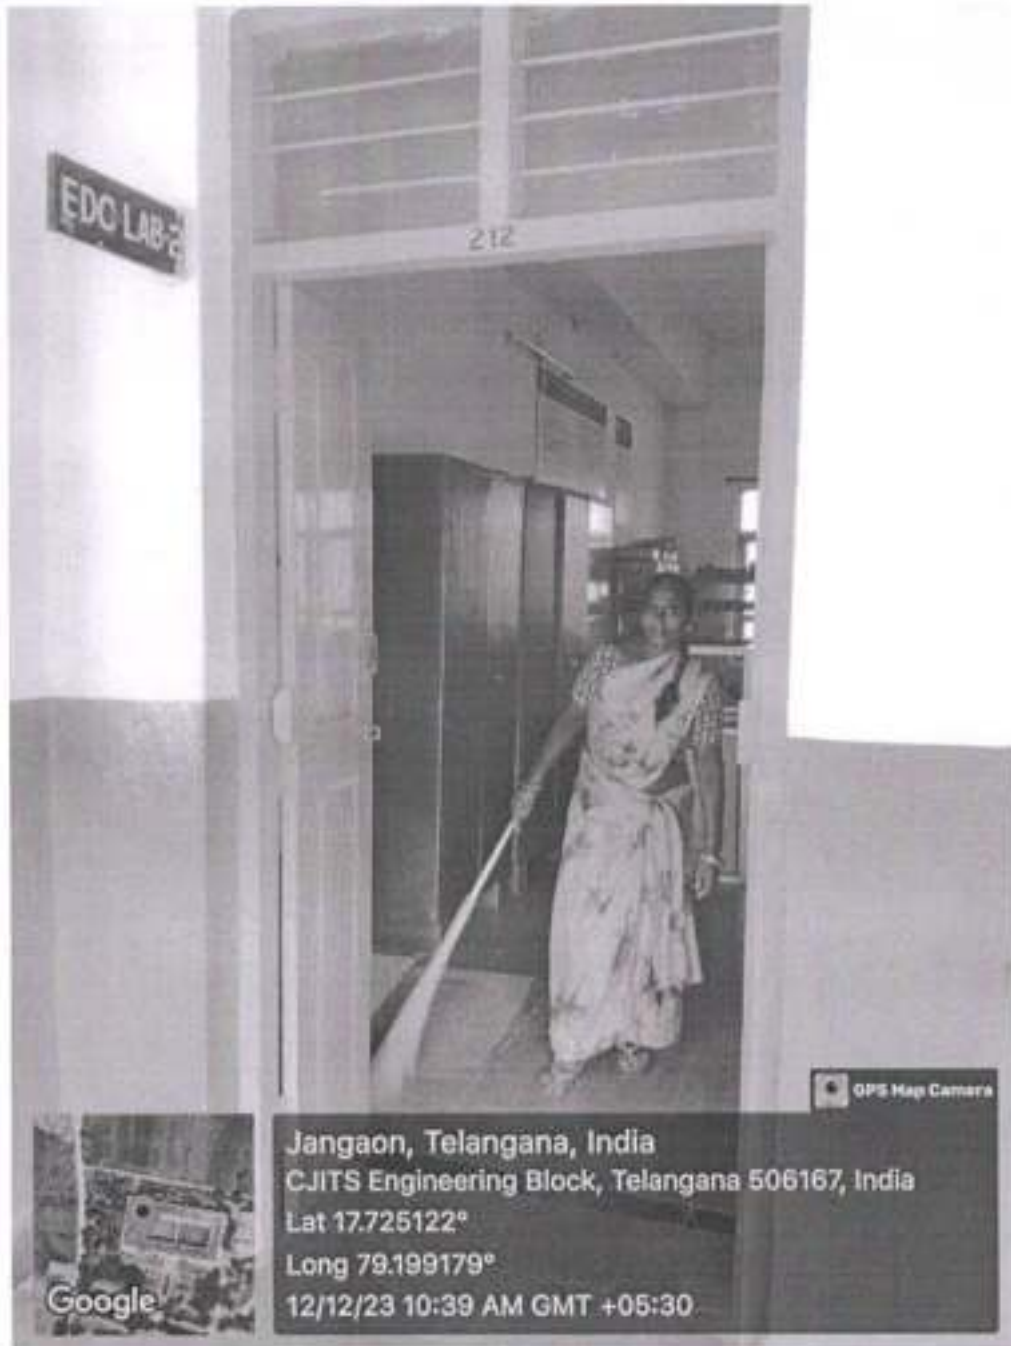 EDC LAB-2
212
GPS Map Camera
Jangaon, Telangana, India
CJITS Engineering Block, Telangana 506167, India
Lat 17.725122°
Long 79.199179°
12/12/23 10:39 AM GMT +05:30
Google